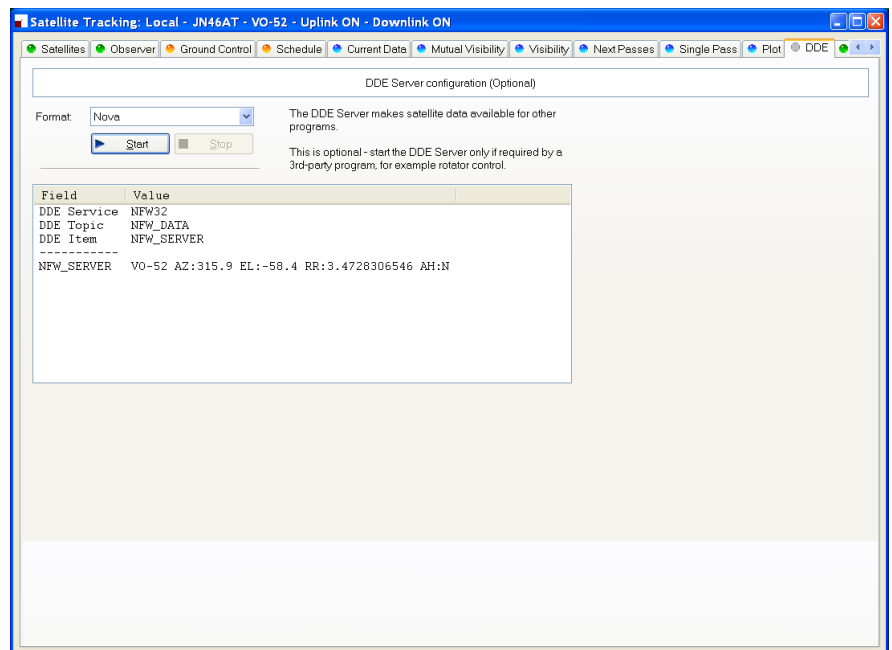 Satellite Tracking: Local - JN46AT - VO-52 - Uplink ON - Downlink ON
Satellites Observer Ground Control Schedule Current Data Mutual Visibility Visibility Next Passes Single Pass Plot DDE
DDE Server configuration (Optional)
Format: Nova
Start Stop
The DDE Server makes satellite data available for other
programs.
This is optional - start the DDE Server only if required by a
3rd-party program, for example rotator control.
Field Value
DDE Service NFW32
DDE Topic NFW_DATA
DDE Item NFW_SERVER
-----------
NFW_SERVER VO-52 AZ:315.9 EL:-58.4 RR:3.4728306546 AH:N